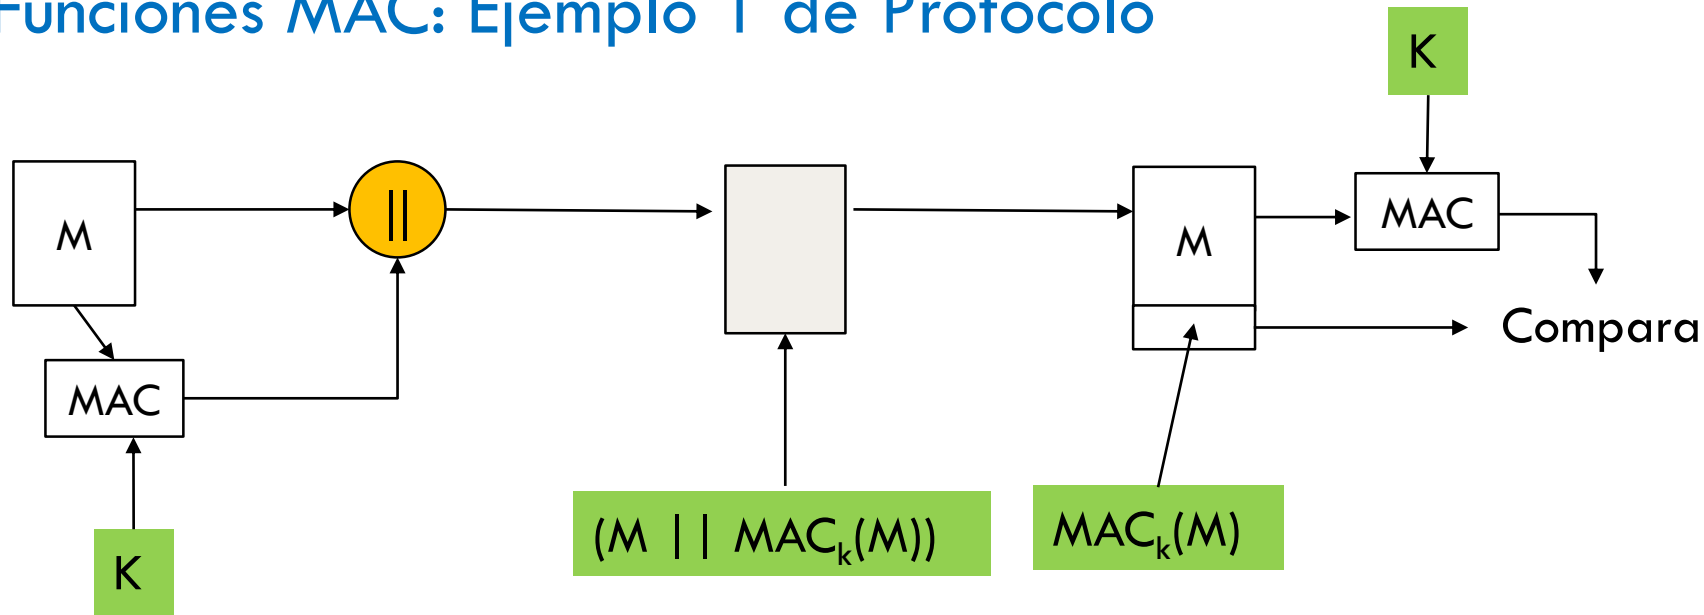 Funciones MAC: Ejemplo 1 de Protocolo
K
M
||
M
MAC
MAC
Compara
(M || MACk(M))
MACk(M)
K